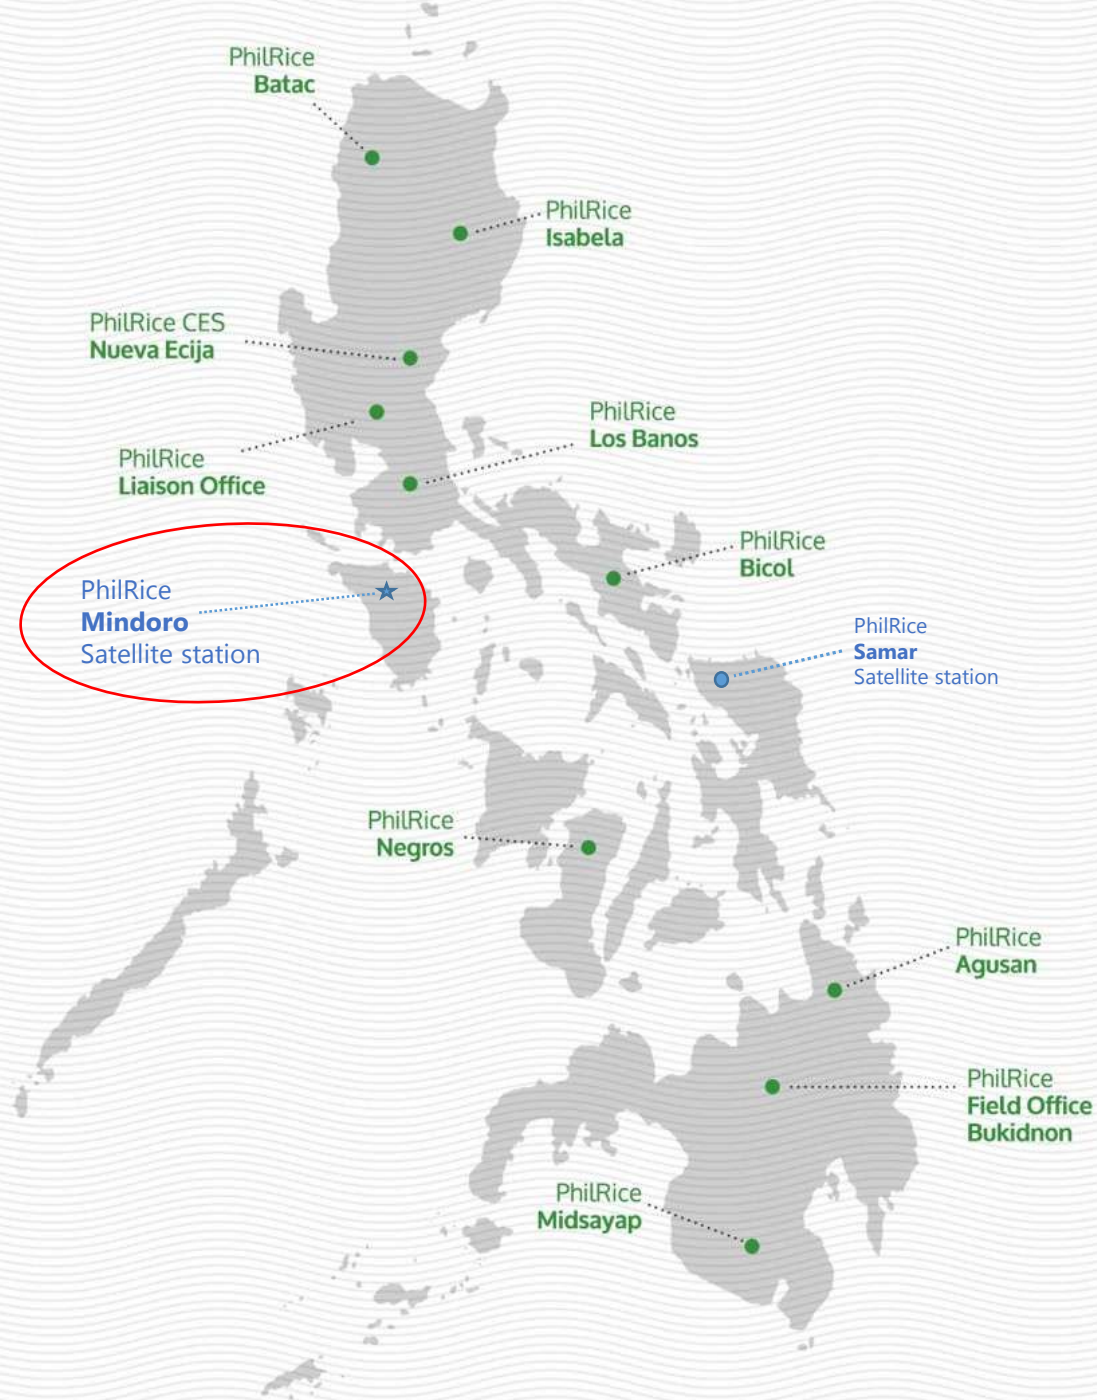 PhilRice
Batac
PhilRice
Isabela
PhilRice CES
Nueva Ecija
PhilRice
Los Banos
PhilRice
Liaison Office
PhilRice
Bicol
PhilRice
Mindoro
Satellite station
PhilRice
Samar
Satellite station
PhilRice
Negros
PhilRice
Agusan
PhilRice
Field Office
Bukidnon
PhilRice
Midsayap